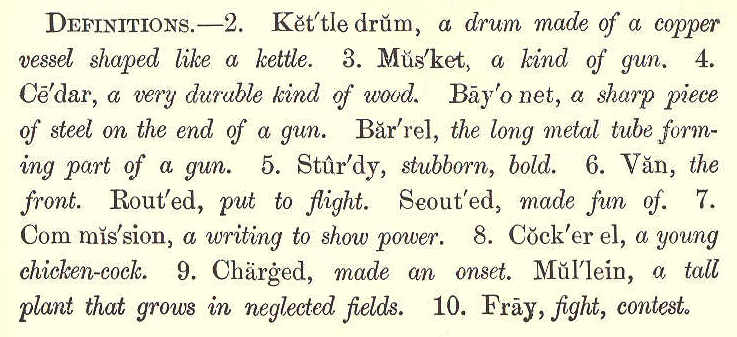 DEFINITIONS.—2. Kĕt′tle drŭm, a drum made of a copper
vessel shaped like a kettle. 3. Mŭs̱′ket, a kind of gun. 4.
Çē′dar, a very durable kind of wood. Bāy′o net, a sharp piece
of steel on the end of a gun. Băr′rel, the long metal tube form-
ing part of a gun. 5. Stûr′dy, stubborn, bold. 6. Văn, the
front. Rout′ed, put to flight. Seout′ed, made fun of. 7.
Com mĭs′sion, a writing to show power. 8. Cŏck′er el, a young
chicken-cock. 9. Chärġed, made an onset. Mŭl′lein, a tall
plant that grows in neglected fields. 10. Frāy, fight, contest.